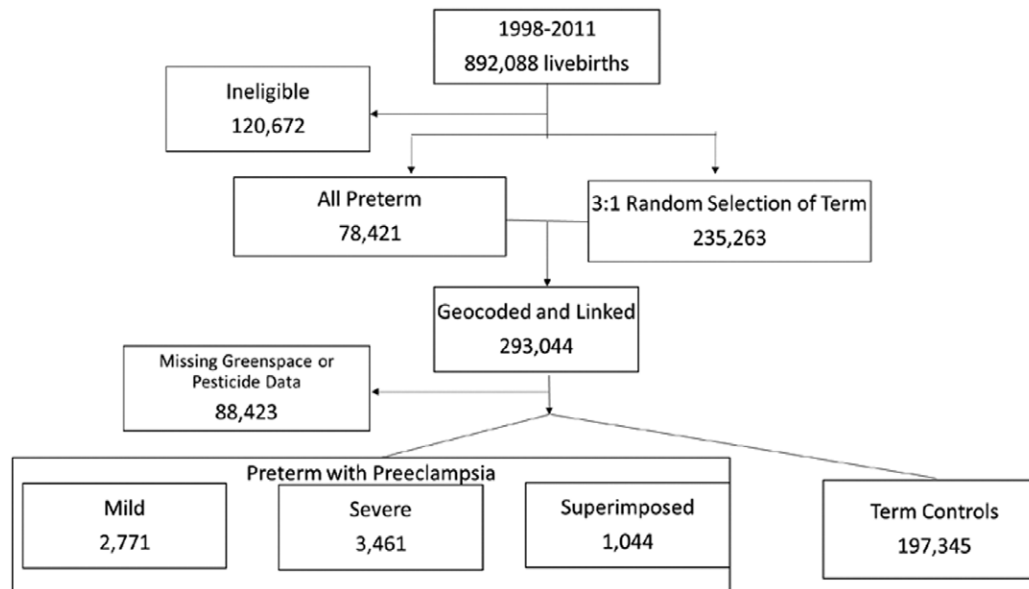 1998-2011
892,088 livebirths
Ineligible
120,672
All Preterm
78,421
3:1 Random Selection of Term
235,263
Geocoded and Linked
293,044
Missing Greenspace or
Pesticide Data
88,423
Preterm with Preeclampsia
Mild
2,771
Severe
3,461
Superimposed
1,044
Term Controls
197,345